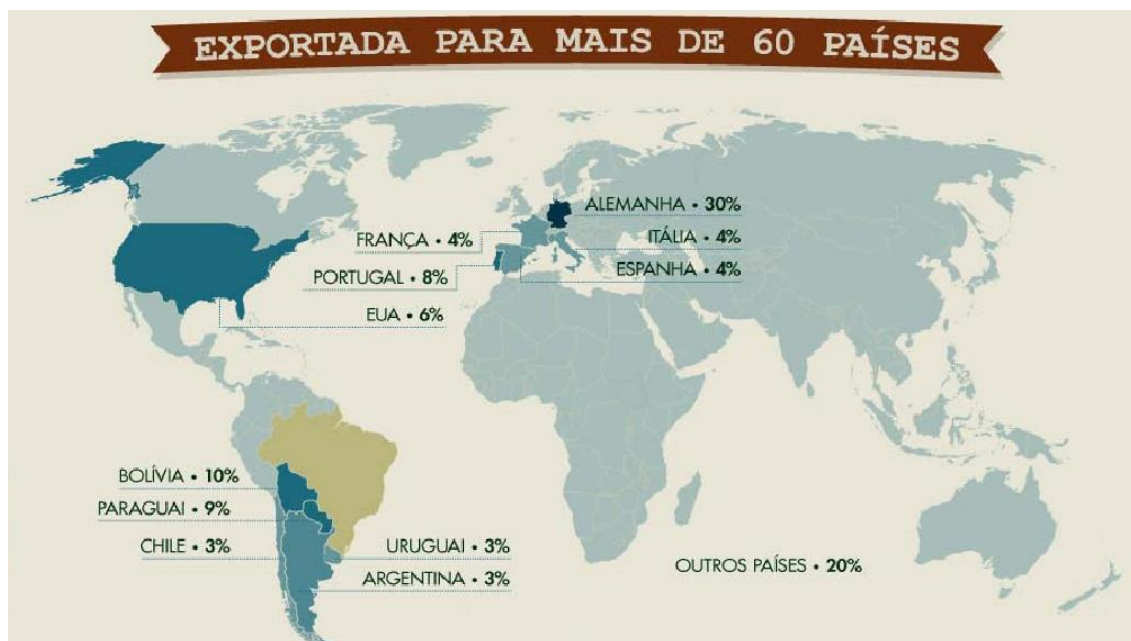 EXPORTADA PARA MAIS DE 60 PAÍSES
ALEMANHA • 30%
FRANÇA • 4%
ITÁLIA • 4%
PORTUGAL • 8%
ESPANHA • 4%
EUA • 6%
BOLÍVIA • 10%
PARAGUAI • 9%
CHILE • 3%
URUGUAI • 3%
ARGENTINA • 3%
OUTROS PAÍSES • 20%